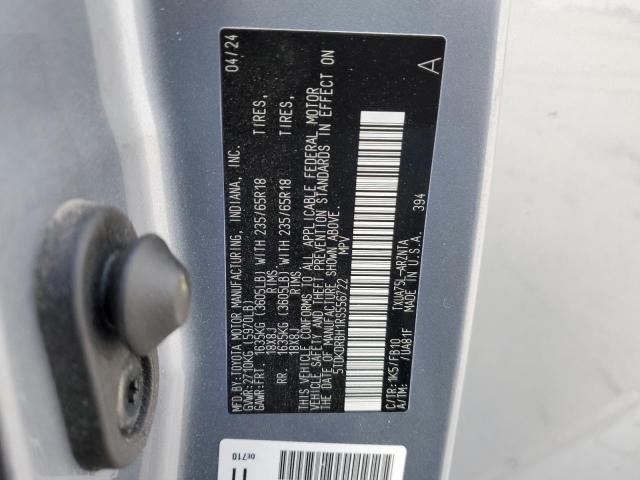 MFD.BY:TOYOTA MOTOR MANUFACTURING, INDIANA, INC. 04/24
GVWR:2710KG (5970LB)
GAWR:FRT. 1635KG (3605LB) WITH 235/65R18 TIRES,
18X8J RIMS,
RR 1635KG (3605LB) WITH 235/65R18 TIRES,
18X8J RIMS,
THIS VEHICLE CONFORMS TO ALL APPLICABLE FEDERAL MOTOR
VEHICLE SAFETY AND THEFT PREVENTION STANDARDS IN EFFECT ON
THE DATE OF MANUFACTURE SHOWN ABOVE.
5TDKDRBH1RS556722 MPV
A
C/TR:1K5/FB10 TXUA75L-ARZNTA
A/TM: /UA81F MADE IN U.S.A. 394
0E710